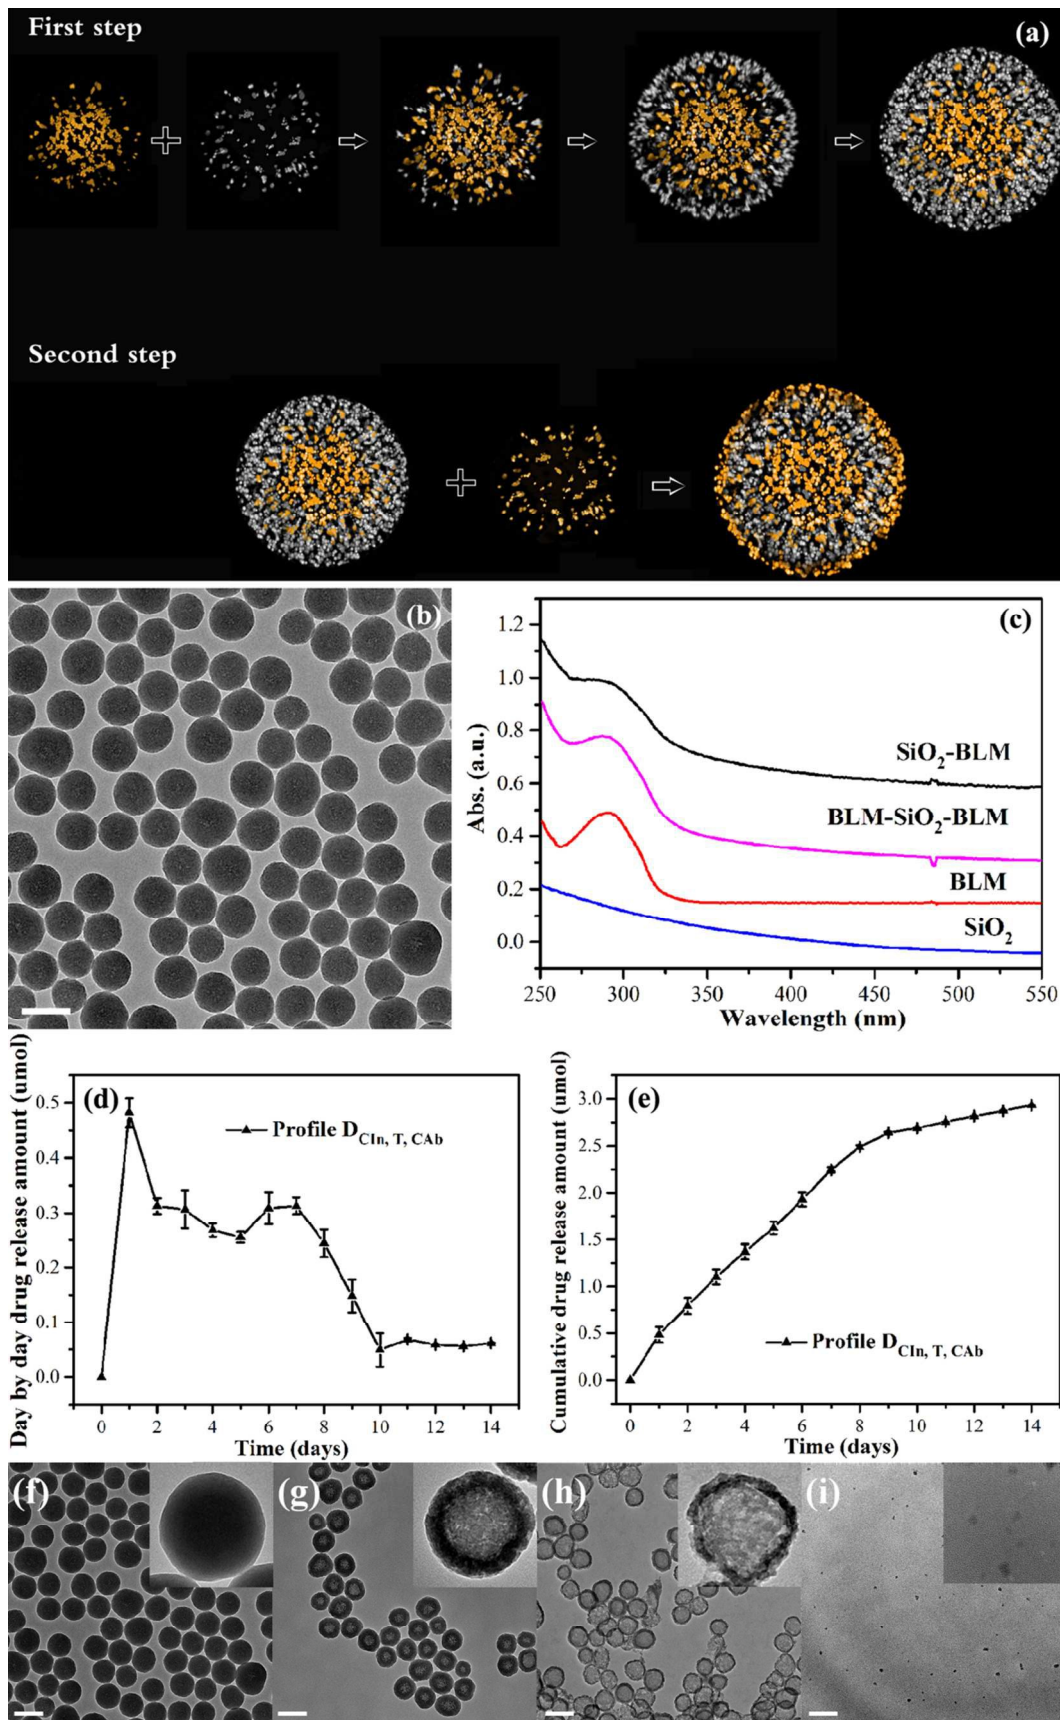 First step
(a)
Second step
(b)
(c)
1.2
1.0
0.8
0.6
0.4
0.2
0.0
Abs. (a.u.)
SiO2-BLM
BLM-SiO2-BLM
BLM
SiO2
250 300 350 400 450 500 550
Wavelength (nm)
(d)
Day by day drug release amount (umol)
0.5
0.4
0.3
0.2
0.1
0.0
Profile D CIn, T, CAb
0 2 4 6 8 10 12 14
Time (days)
(e)
Cumulative drug release amount (umol)
3.0
2.5
2.0
1.5
1.0
0.5
0.0
Profile D CIn, T, CAb
0 2 4 6 8 10 12 14
Time (days)
(f)
(g)
(h)
(i)